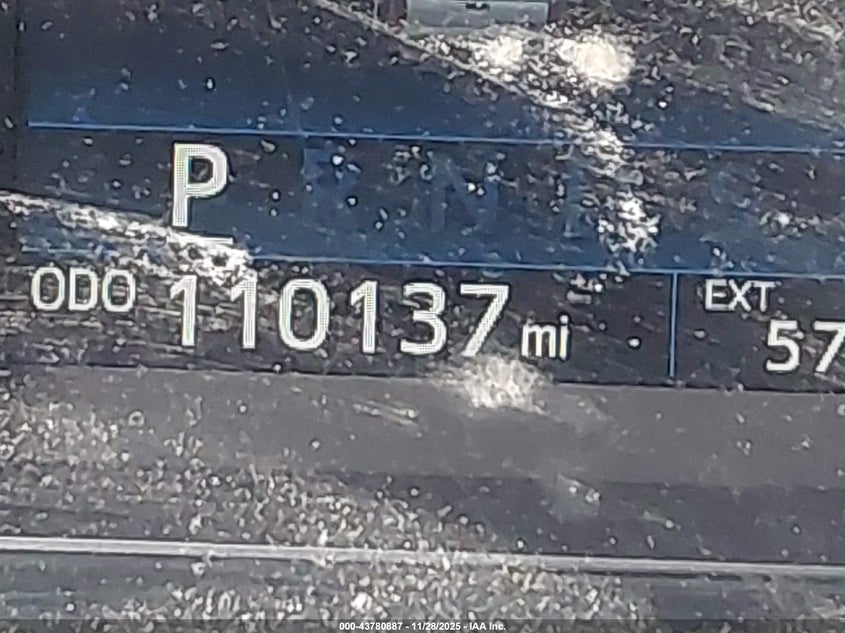 P R N
ODO 110137 mi
EXT
57
000-43780887 - 11/28/2025 - IAA Inc.